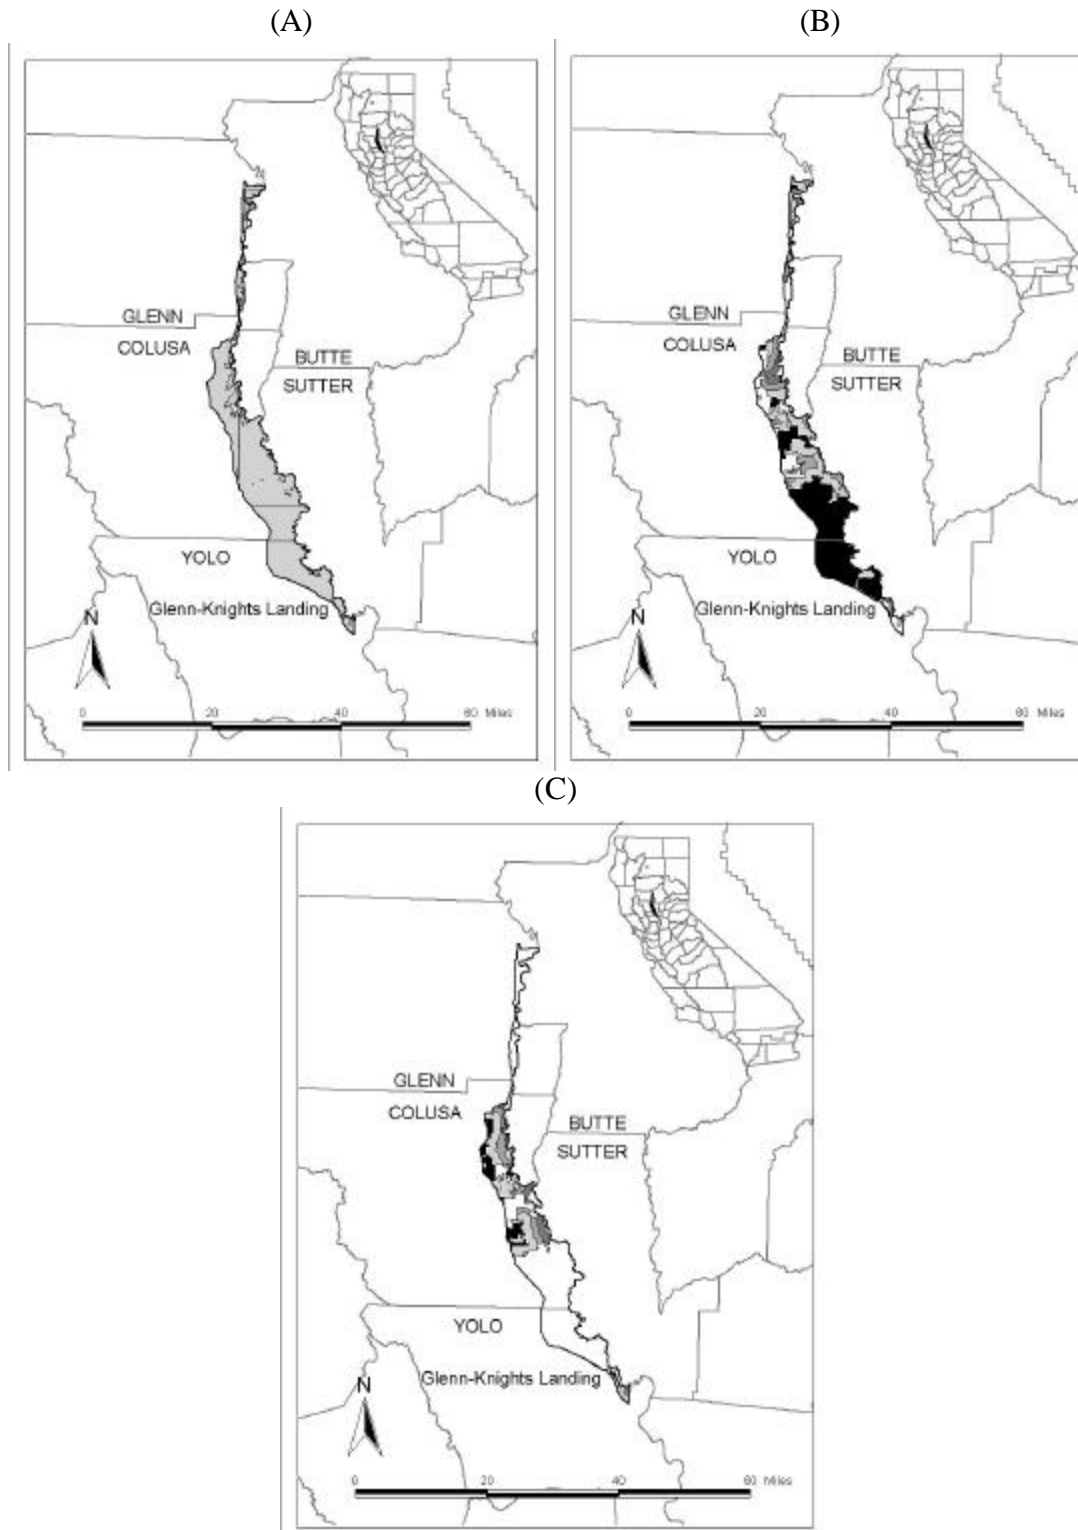 (A)
GLENN
COLUSA
BUTTE
SUTTER
YOLO
Glenn-Knights Landing
N
0 20 40 60 Miles
(B)
GLENN
COLUSA
BUTTE
SUTTER
YOLO
Glenn-Knights Landing
N
0 20 40 60 Miles
(C)
GLENN
COLUSA
BUTTE
SUTTER
YOLO
Glenn-Knights Landing
N
0 20 40 60 Miles